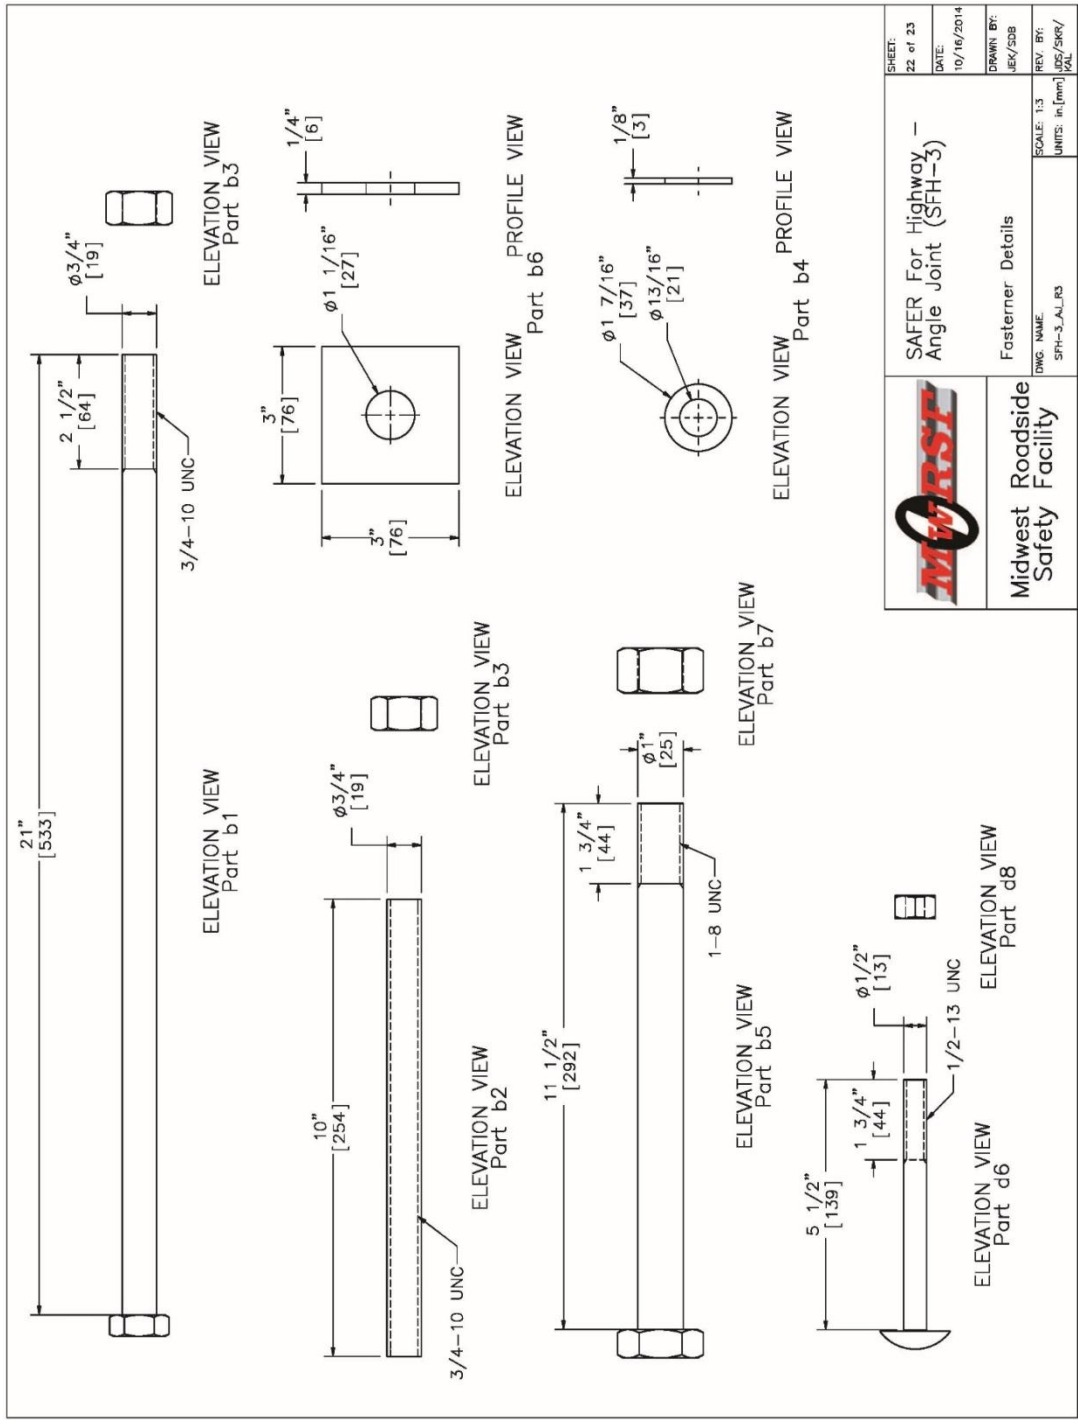 21"
[533]
2 1/2"
[64]
ø3/4"
[19]
3/4-10 UNC
ELEVATION VIEW
Part b1
ELEVATION VIEW
Part b3
10"
[254]
ø3/4"
[19]
3/4-10 UNC
ELEVATION VIEW
Part b2
ELEVATION VIEW
Part b3
3"
[76]
3"
[76]
ø1 1/16"
[27]
1/4"
[6]
ELEVATION VIEW
PROFILE VIEW
Part b6
11 1/2"
[292]
1 3/4"
[44]
ø1"
[25]
1-8 UNC
ELEVATION VIEW
Part b5
ELEVATION VIEW
Part b7
ø1 7/16"
[37]
ø13/16"
[21]
1/8"
[3]
ELEVATION VIEW
PROFILE VIEW
Part b4
5 1/2"
[139]
1 3/4"
[44]
ø1/2"
[13]
1/2-13 UNC
ELEVATION VIEW
Part d6
ELEVATION VIEW
Part d8
MwRSF
Midwest Roadside
Safety Facility
SAFER For Highway -
Angle Joint (SFH-3)
Fasterner Details
DWG. NAME.
SFH-3_AJ_R3
SCALE: 1:3
UNITS: in.[mm]
SHEET:
22 of 23
DATE:
10/16/2014
DRAWN BY:
JEK/SDB
REV. BY:
JDS/SKR/
KAL